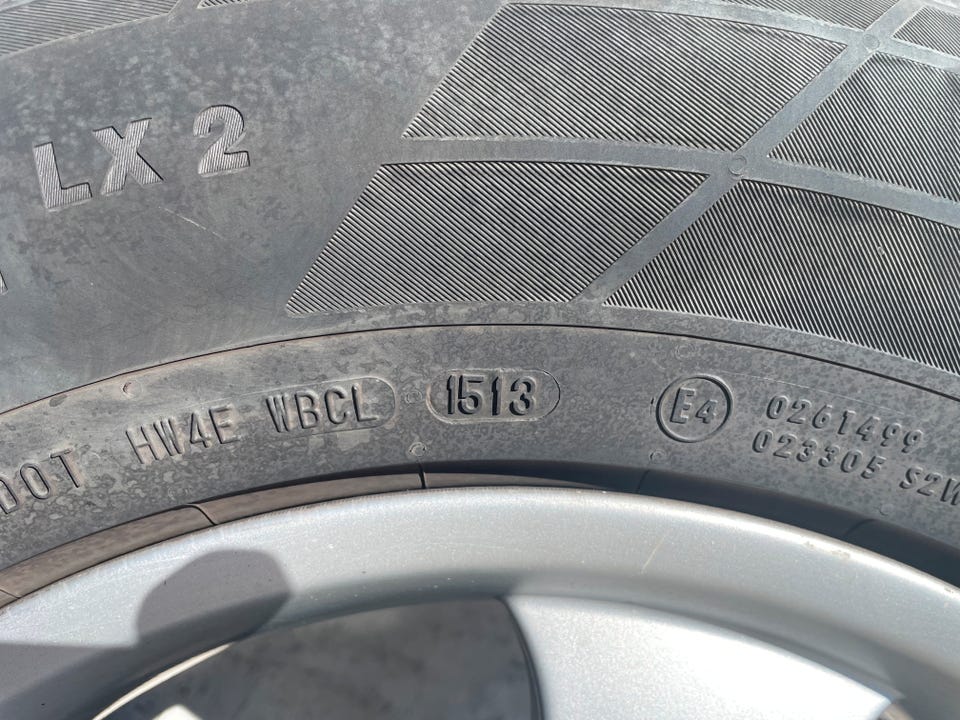 LX 2
DOT HW4E WBCL 1513 E4 0261499
023305 S2W